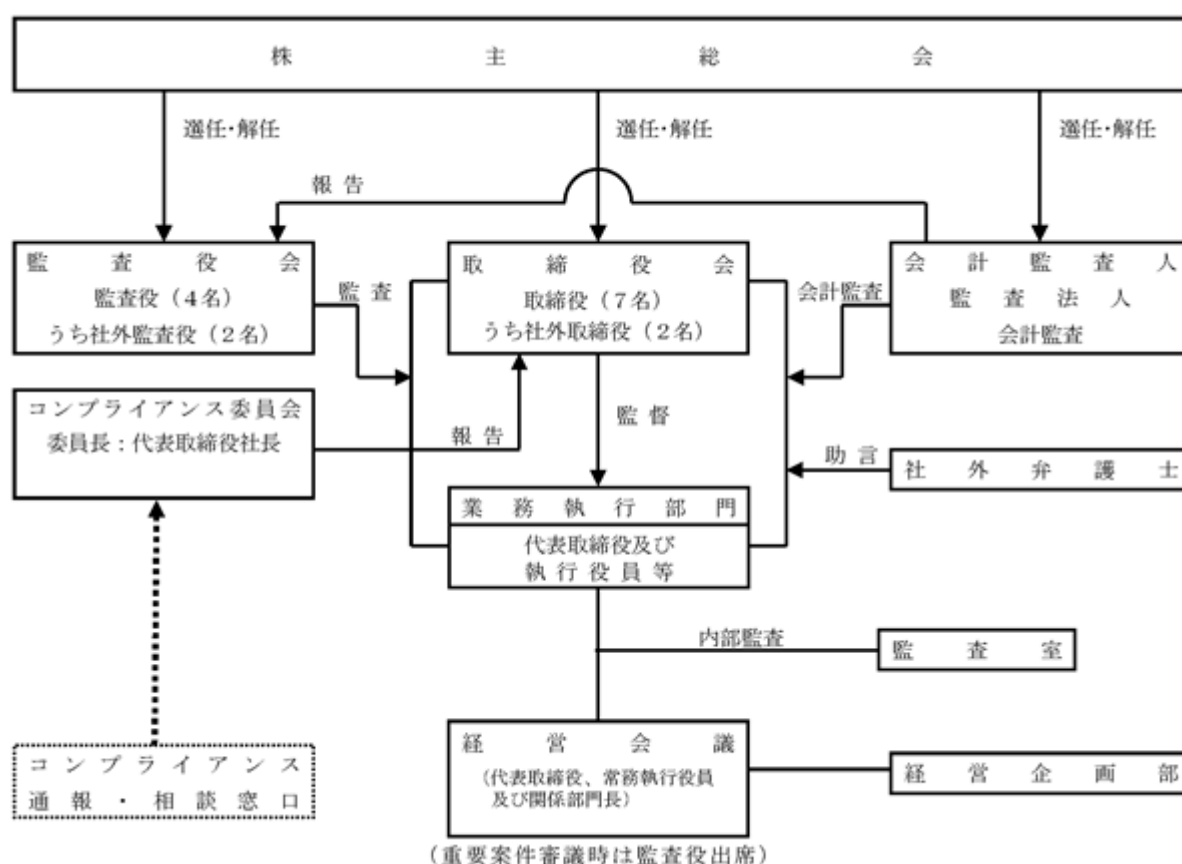 株主総会
選任・解任
選任・解任
選任・解任
報告
監査役会
監査役(4名)
うち社外監査役(2名)
監査
取締役会
取締役(7名)
うち社外取締役(2名)
会計監査
会計監査人
監査法人
会計監査
コンプライアンス委員会
委員長:代表取締役社長
報告
監督
助言
社外弁護士
業務執行部門
代表取締役及び
執行役員等
内部監査
監査室
経営会議
(代表取締役、常務執行役員
及び関係部門長)
経営企画部
コンプライアンス
通報・相談窓口
(重要案件審議時は監査役出席)